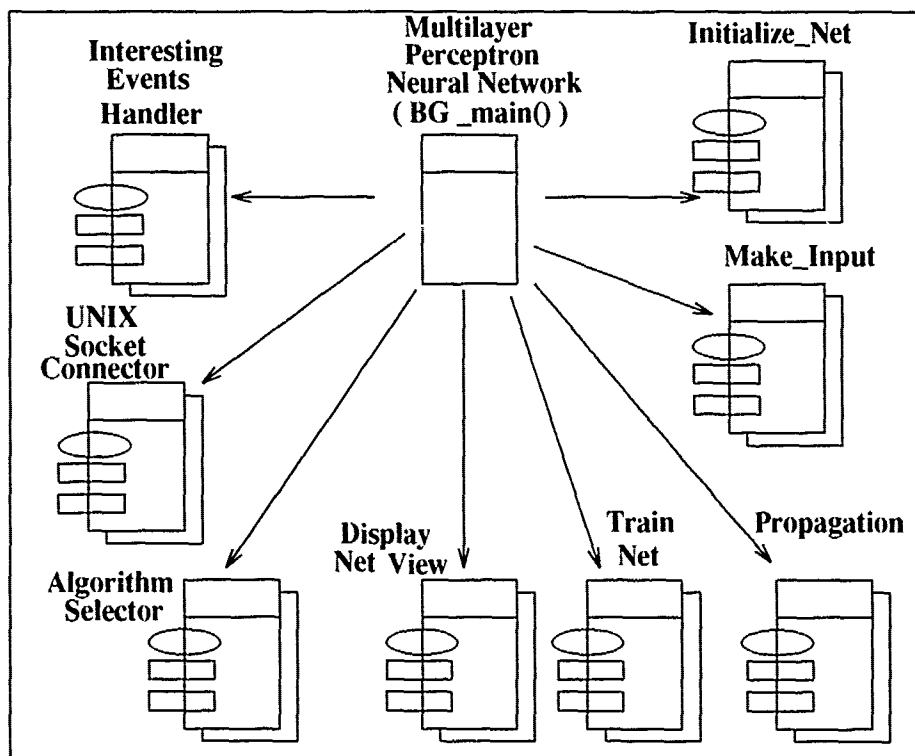 Interesting
Events
Handler
Multilayer
Perceptron
Neural Network
( BG _main() )
Initialize_Net
Make_Input
UNIX
Socket
Connector
Algorithm
Selector
Display
Net View
Train
Net
Propagation